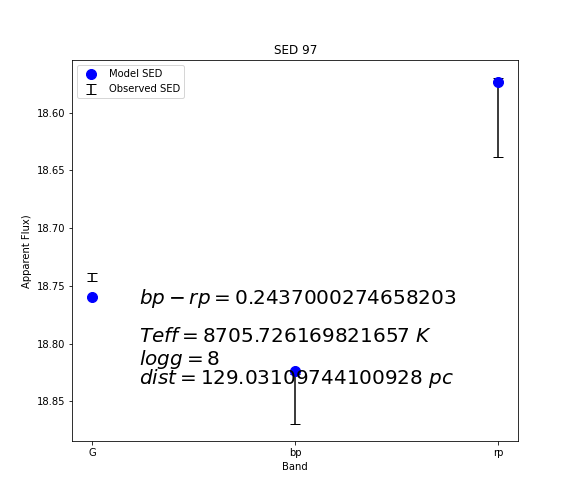 SED 97
Model SED
Observed SED
18.60
18.65
18.70
18.75
18.80
18.85
Apparent Flux)
bp − rp = 0.2437000274658203
Teff = 8705.726169821657 K
logg = 8
dist = 129.03109744100928 pc
G
bp
rp
Band